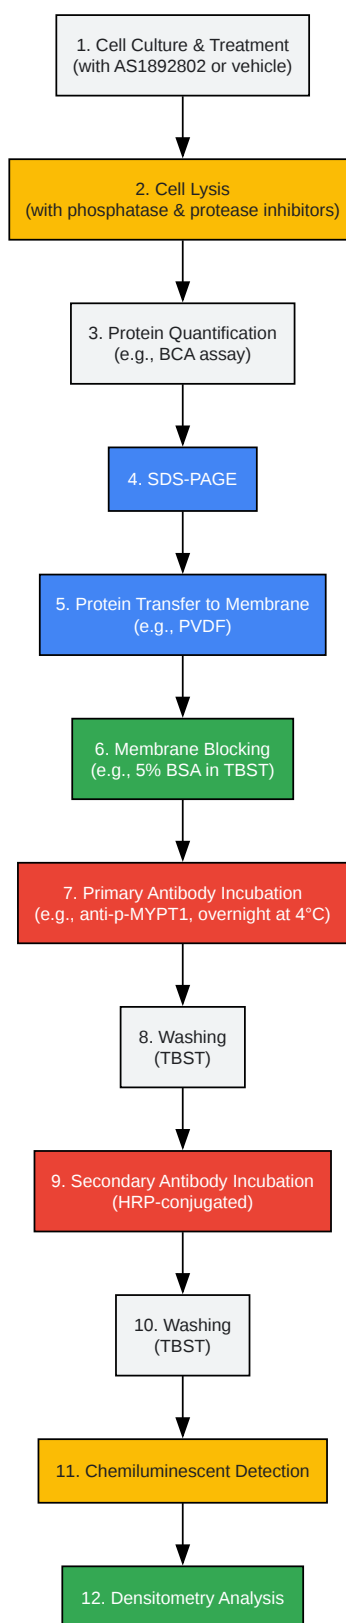 1. Cell Culture & Treatment
(with AS1892802 or vehicle)
2. Cell Lysis
(with phosphatase & protease inhibitors)
3. Protein Quantification
(e.g., BCA assay)
4. SDS-PAGE
5. Protein Transfer to Membrane
(e.g., PVDF)
6. Membrane Blocking
(e.g., 5% BSA in TBST)
7. Primary Antibody Incubation
(e.g., anti-p-MYPT1, overnight at 4°C)
8. Washing
(TBST)
9. Secondary Antibody Incubation
(HRP-conjugated)
10. Washing
(TBST)
11. Chemiluminescent Detection
12. Densitometry Analysis